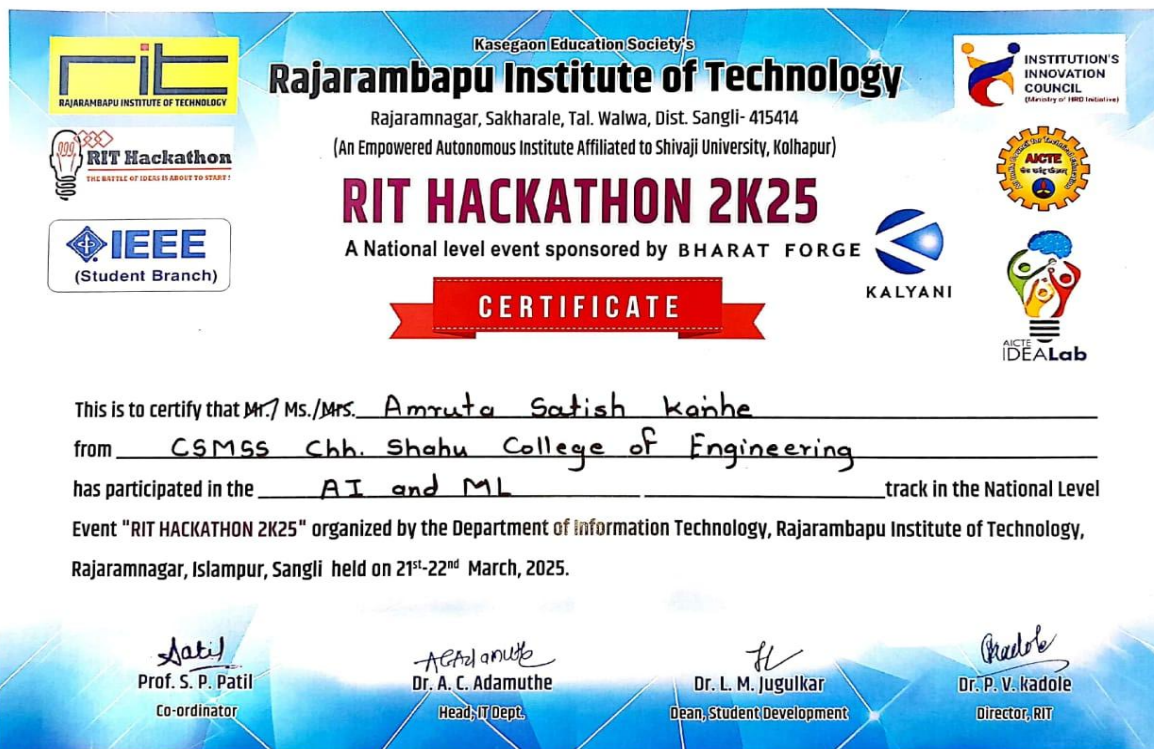 Kasegaon Education Society's
Rajarambapu Institute of Technology
Rajaramnagar, Sakharale, Tal. Walwa, Dist. Sangli- 415414
(An Empowered Autonomous Institute Affiliated to Shivaji University, Kolhapur)
rit
RAJARAMBAPU INSTITUTE OF TECHNOLOGY
RIT Hackathon
THE BATTLE OF IDEAS IS ABOUT TO START !
IEEE
(Student Branch)
INSTITUTION'S
INNOVATION
COUNCIL
(Ministry of HRD Initiative)
AICTE
RIT HACKATHON 2K25
A National level event sponsored by BHARAT FORGE
KALYANI
AICTE
IDEALab
CERTIFICATE
This is to certify that Mr./ Ms./Mrs. Amruta Satish Kanhe
from CSMSS Chh. Shahu College of Engineering
has participated in the AI and ML track in the National Level
Event "RIT HACKATHON 2K25" organized by the Department of Information Technology, Rajarambapu Institute of Technology,
Rajaramnagar, Islampur, Sangli held on 21st-22nd March, 2025.
Prof. S. P. Patil
Co-ordinator
Dr. A. C. Adamuthe
Head, IT Dept.
Dr. L. M. Jugulkar
Dean, Student Development
Dr. P. V. kadole
Director, RIT